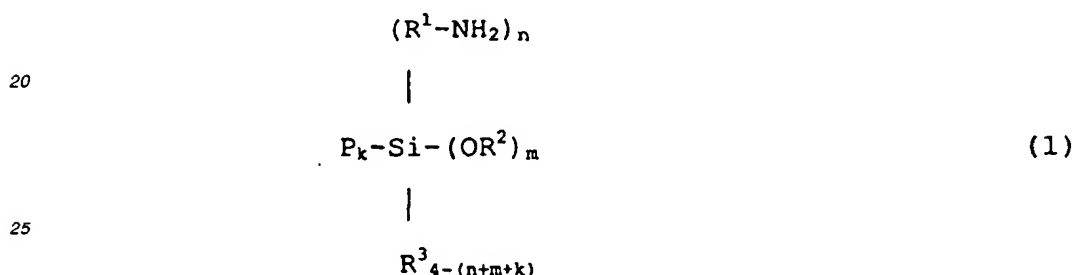 (R¹-NH₂)ₙ
20
|
Pₖ-Si-(OR²)ₘ (1)
|
25
R³₄₋₍ₙ₊ₘ₊ₖ₎